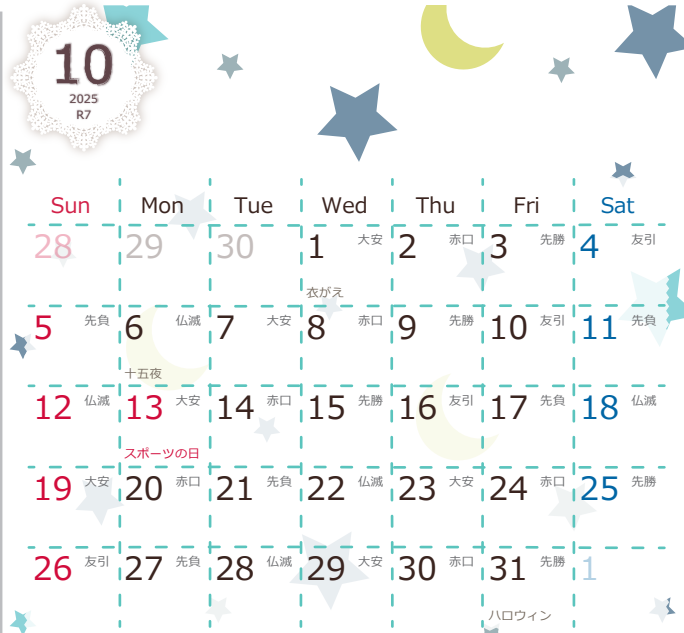 10
2025
R7
Sun Mon Tue Wed Thu Fri Sat
28 29 30 1 大安 2 赤口 3 先勝 4 友引
衣がえ
5 先負 6 仏滅 7 大安 8 赤口 9 先勝 10 友引 11 先負
十五夜
12 仏滅 13 大安 14 赤口 15 先勝 16 友引 17 先負 18 仏滅
スポーツの日
19 大安 20 赤口 21 先負 22 仏滅 23 大安 24 赤口 25 先勝
26 友引 27 先負 28 仏滅 29 大安 30 赤口 31 先勝 1
ハロウィン